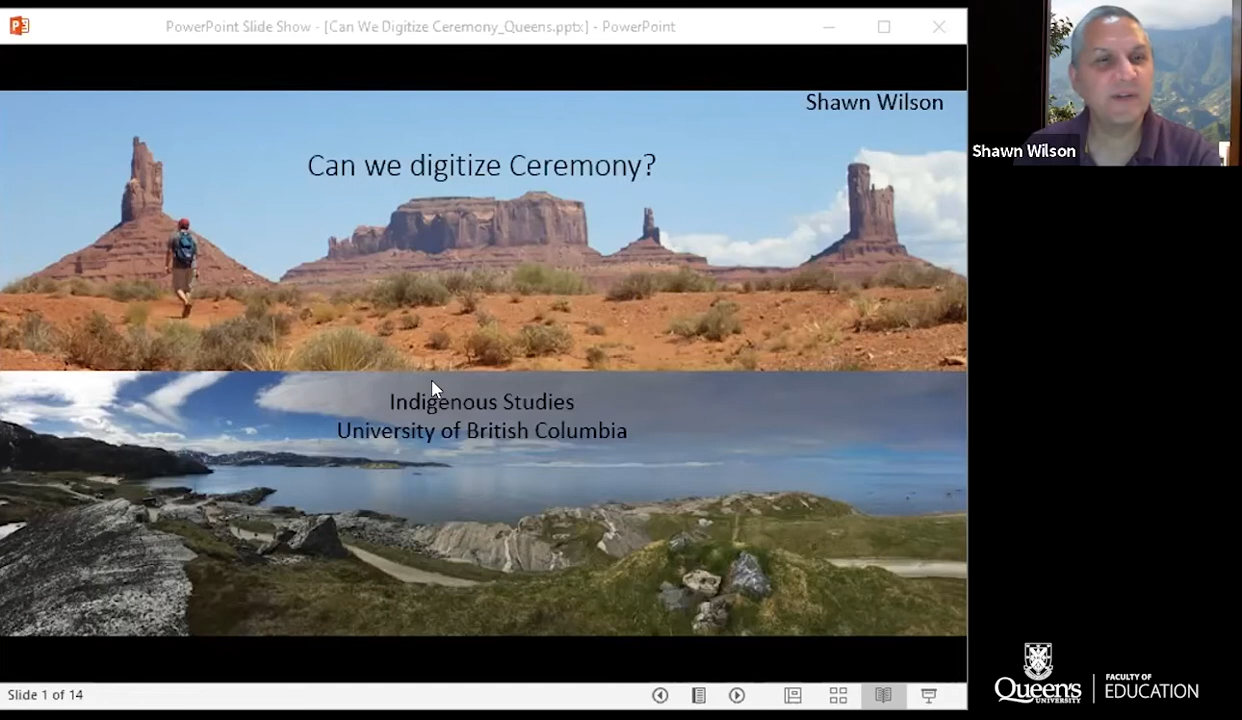 PowerPoint Slide Show - [Can We Digitize Ceremony_Queens.pptx] - PowerPoint
Shawn Wilson
Can we digitize Ceremony?
Shawn Wilson
Indigenous Studies
University of British Columbia
Slide 1 of 14
Queen's
UNIVERSITY
FACULTY OF
EDUCATION